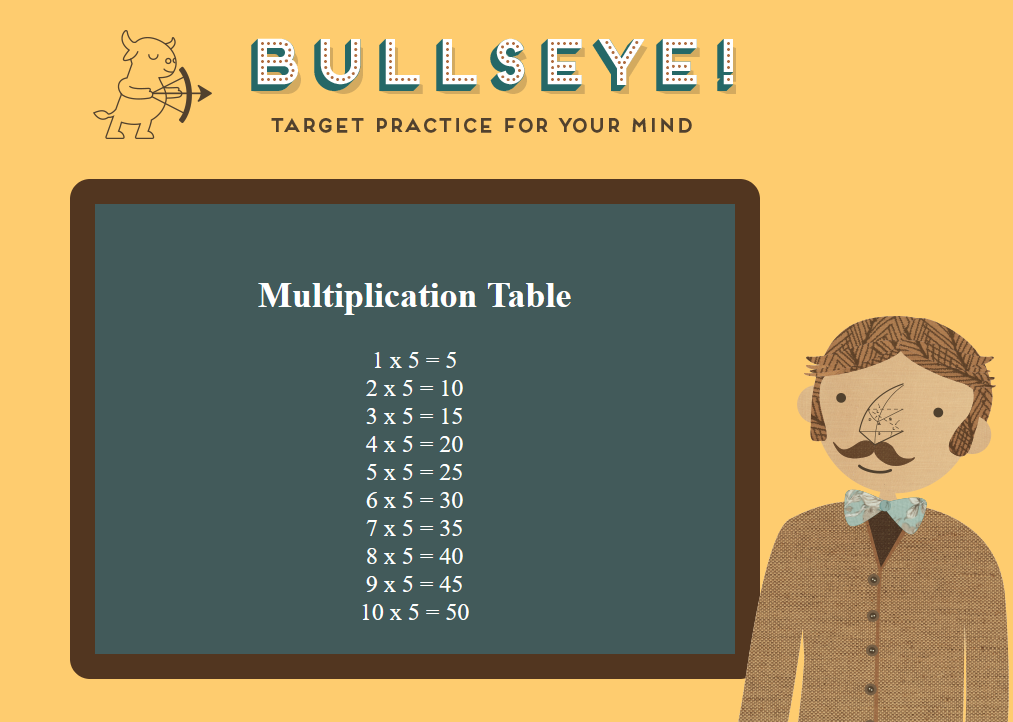 BULLSEYE!
TARGET PRACTICE FOR YOUR MIND
Multiplication Table
1 x 5 = 5
2 x 5 = 10
3 x 5 = 15
4 x 5 = 20
5 x 5 = 25
6 x 5 = 30
7 x 5 = 35
8 x 5 = 40
9 x 5 = 45
10 x 5 = 50